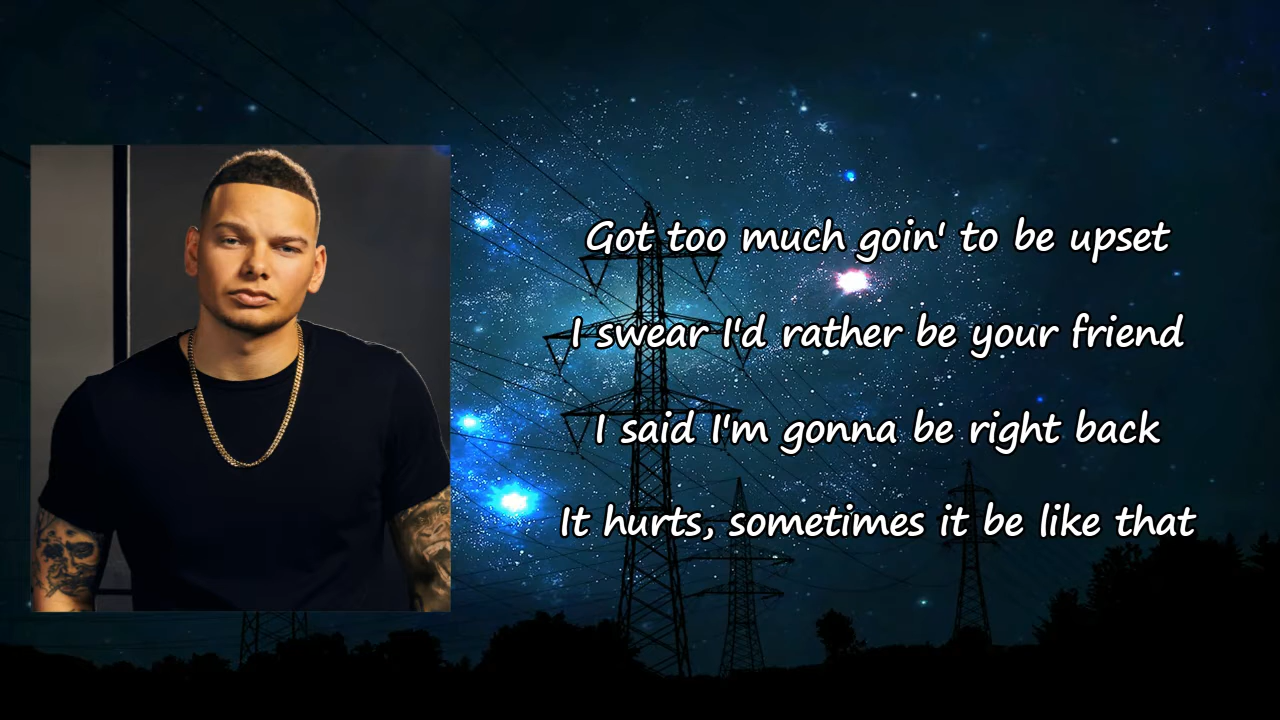 Got too much goin' to be upset
I swear I'd rather be your friend
I said I'm gonna be right back
It hurts, sometimes it be like that